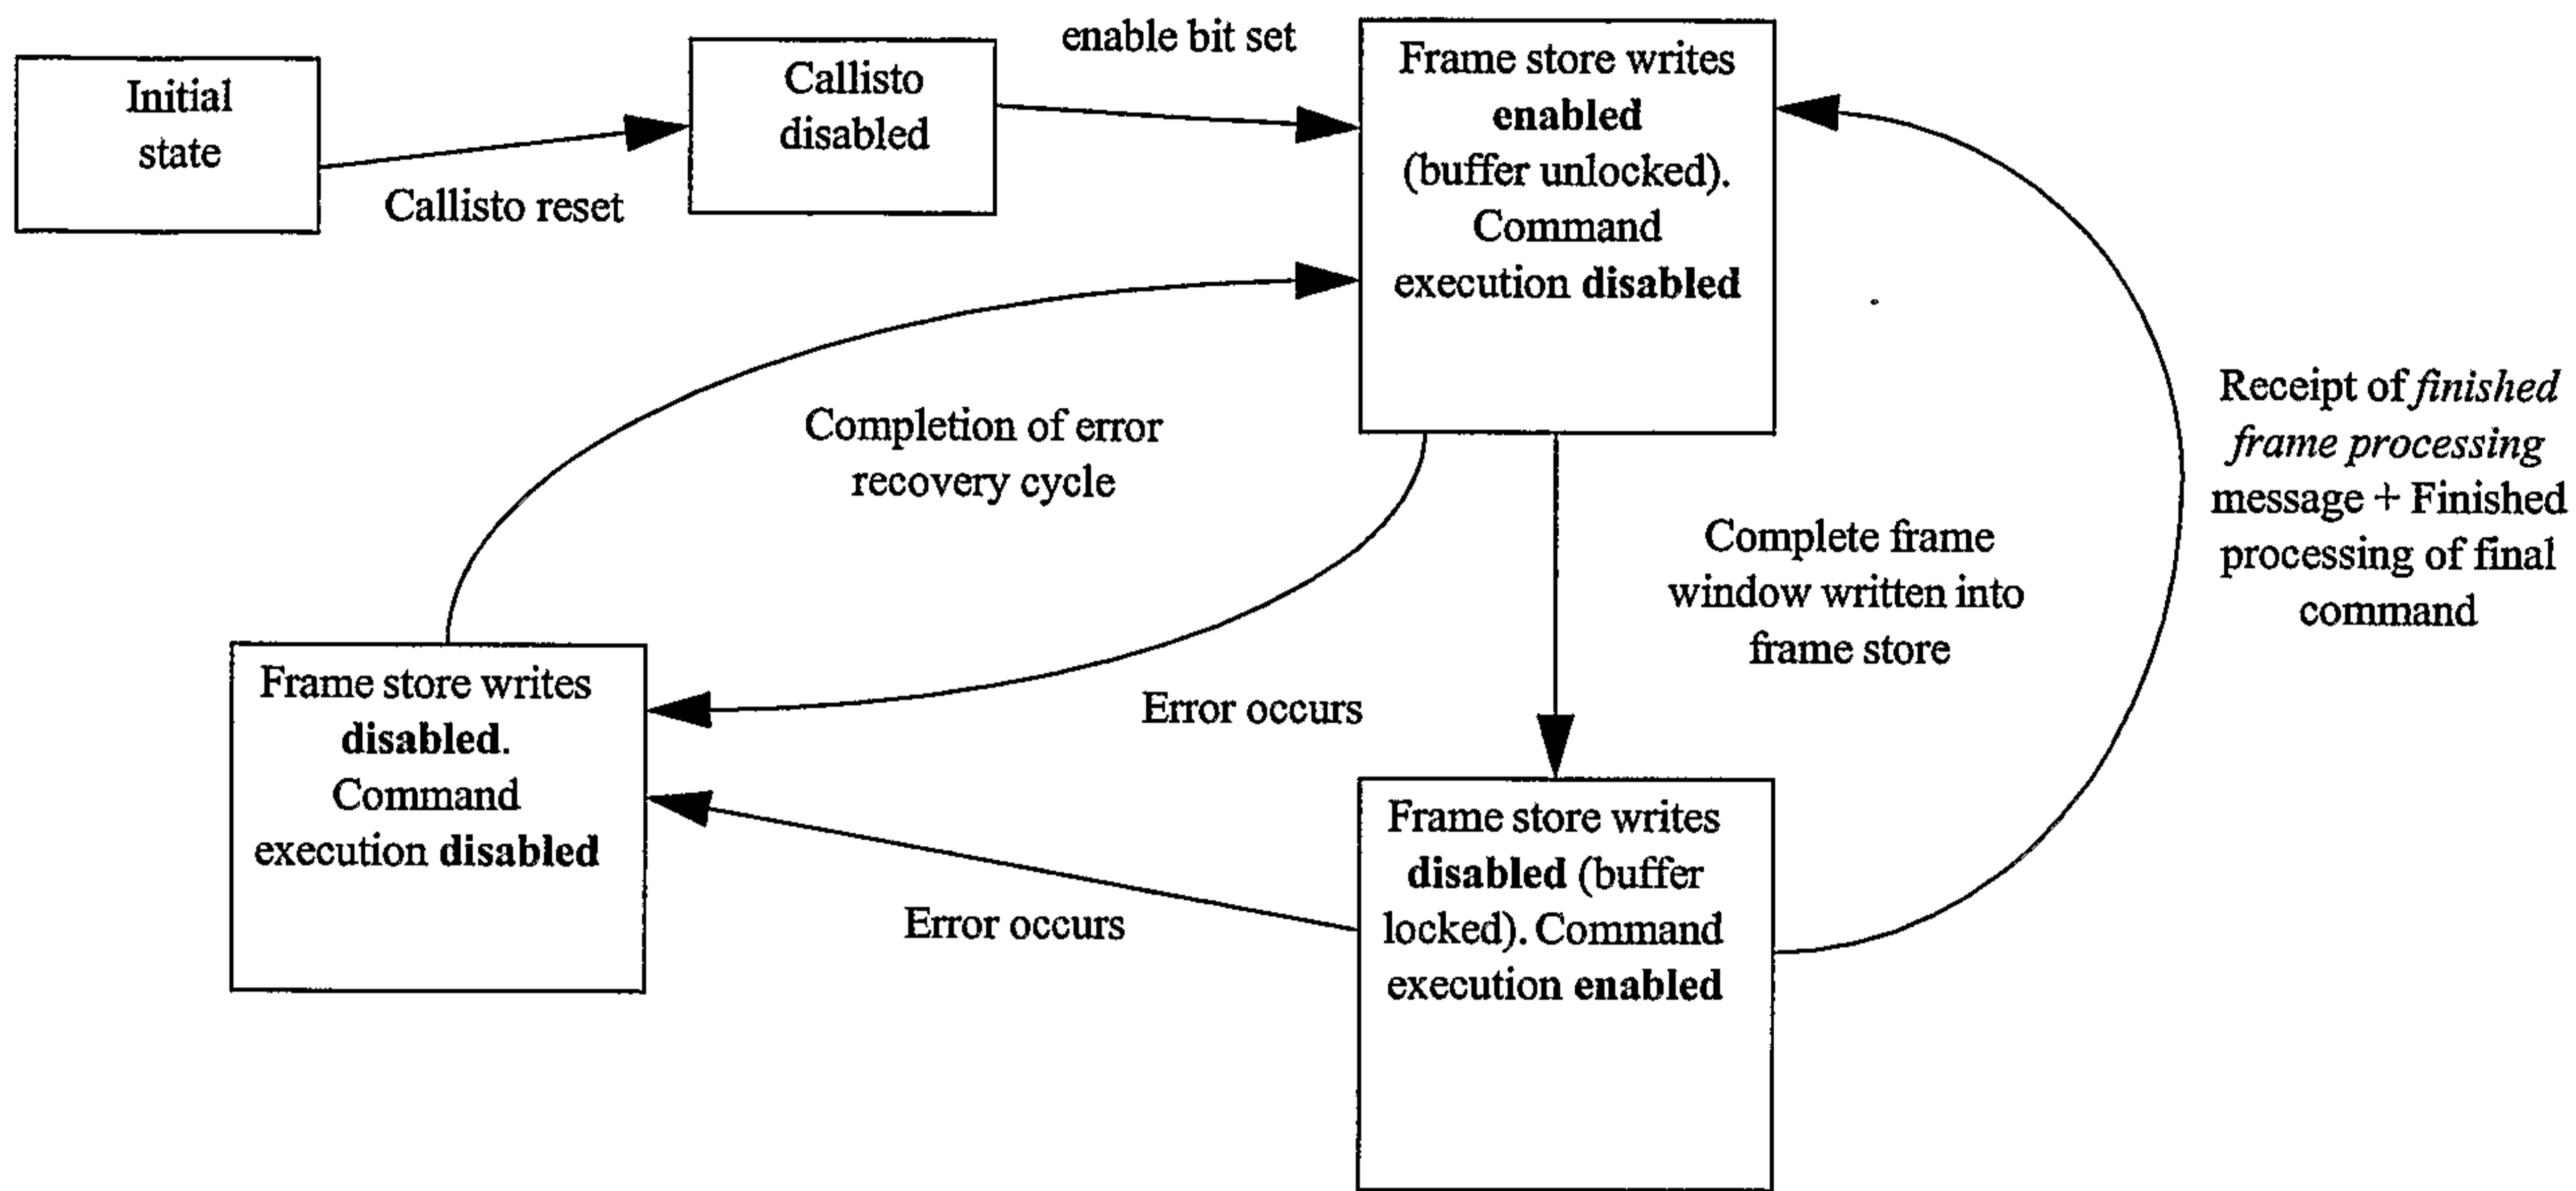 Initial
state
Callisto reset
Callisto
disabled
enable bit set
Frame store writes
enabled
(buffer unlocked).
Command
execution disabled
Receipt of finished
frame processing
message + Finished
processing of final
command
Completion of error
recovery cycle
Complete frame
window written into
frame store
Error occurs
Frame store writes
disabled.
Command
execution disabled
Error occurs
Frame store writes
disabled (buffer
locked). Command
execution enabled